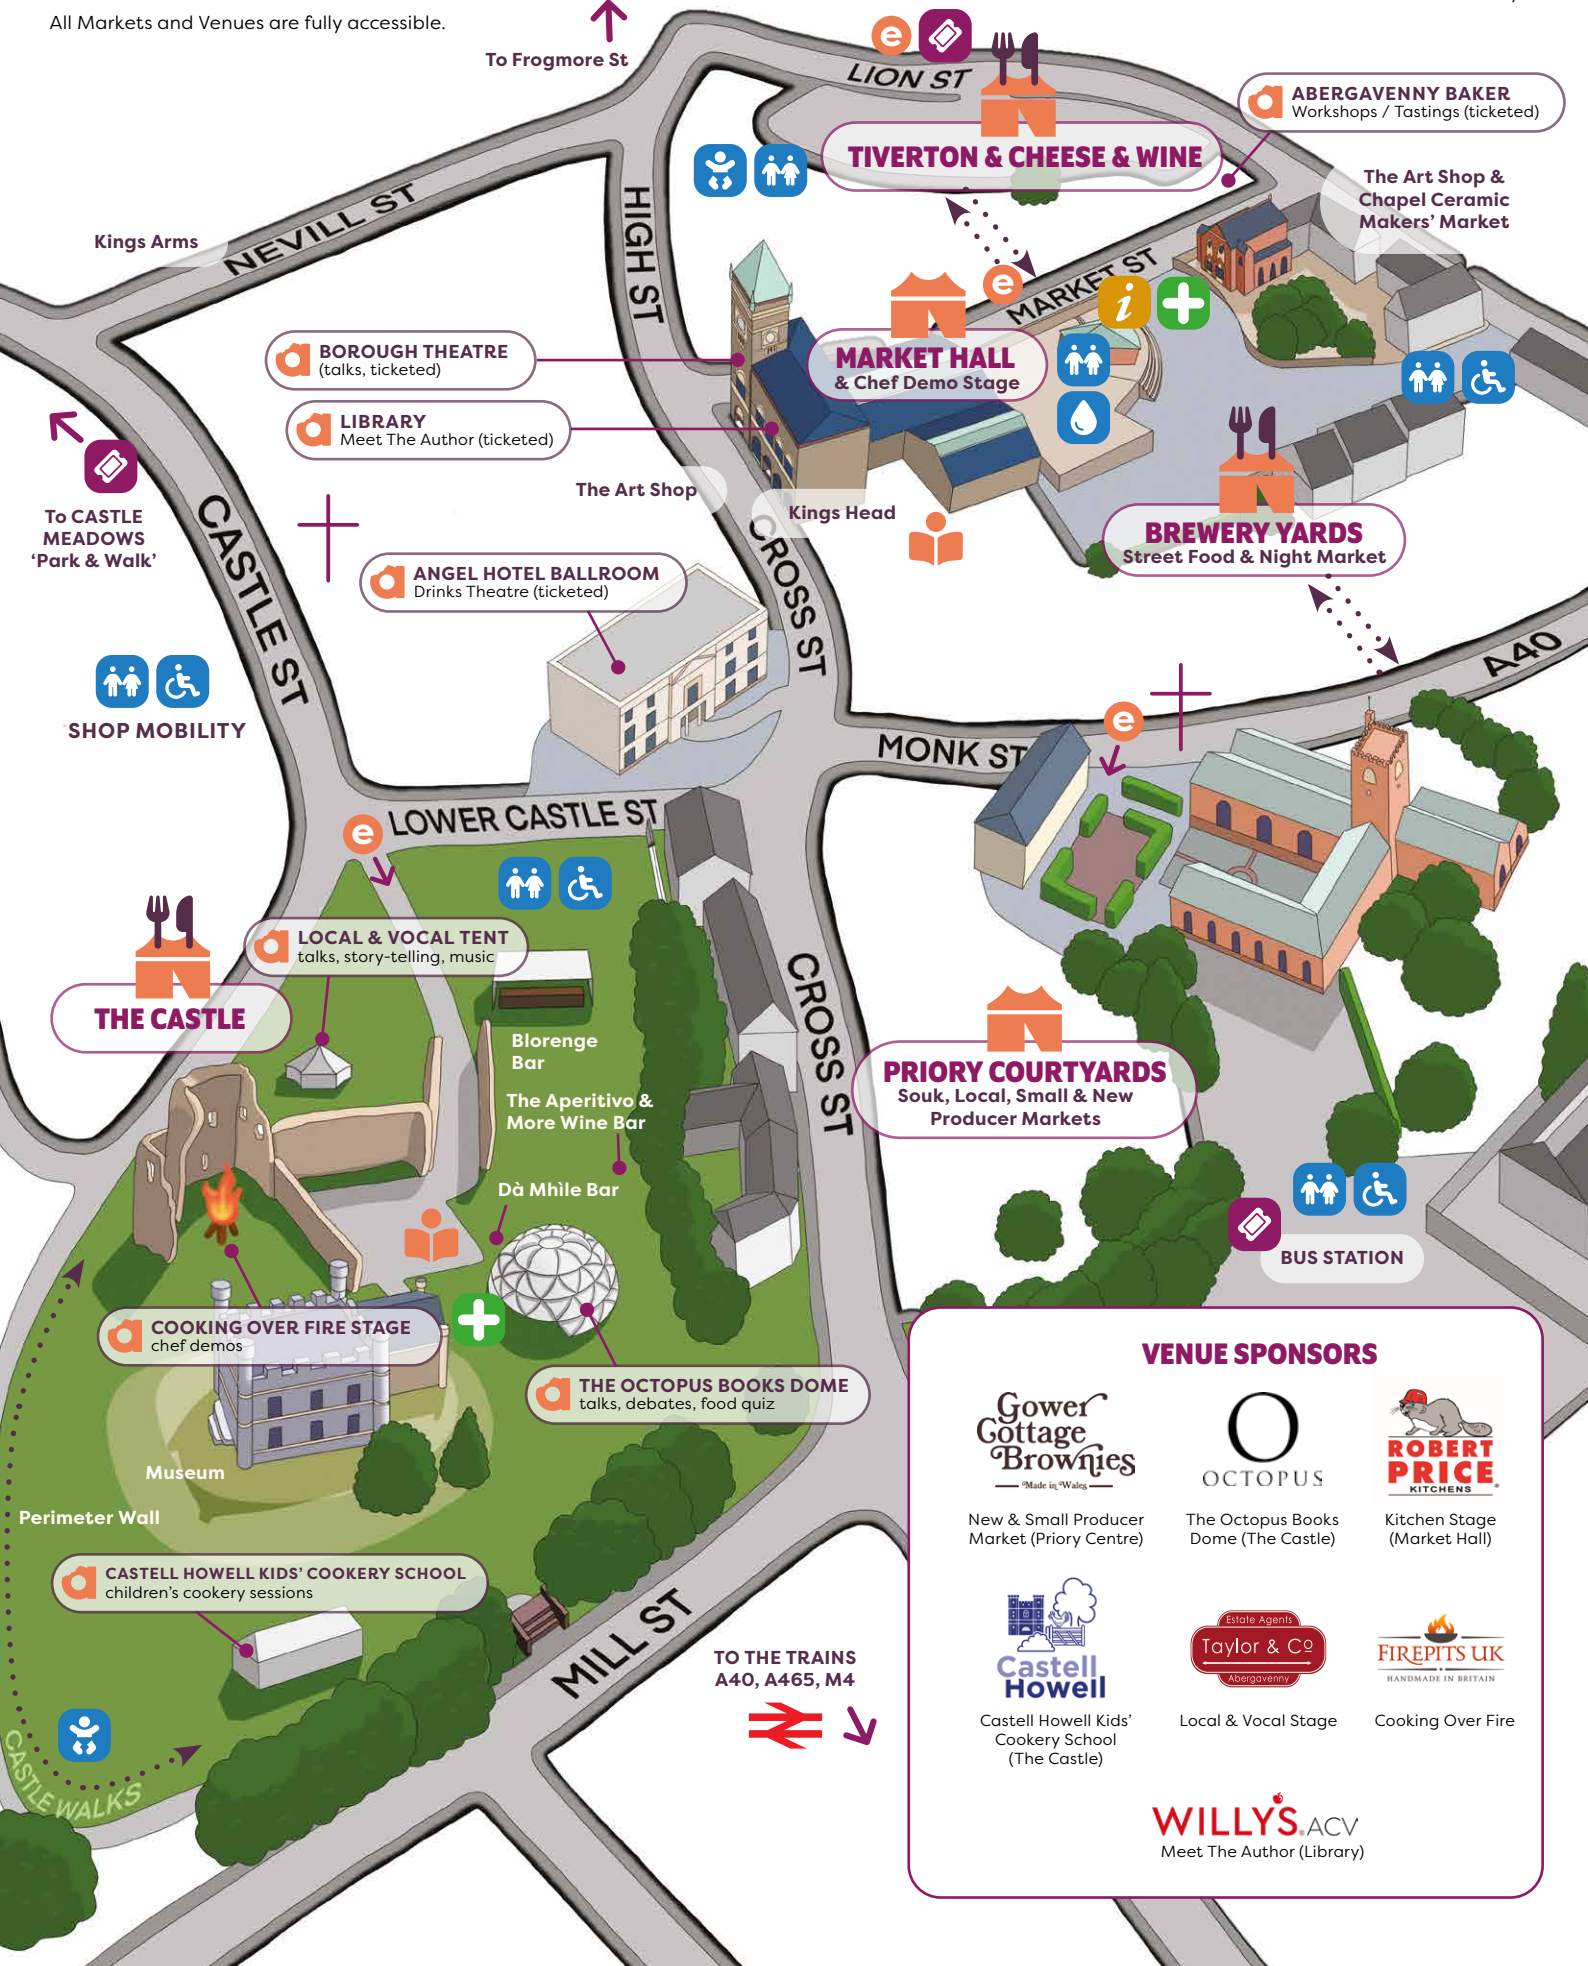 All Markets and Venues are fully accessible.
To Frogmore St
e
LION ST
ABERGAVENNY BAKER
Workshops / Tastings (ticketed)
TIVERTON & CHEESE & WINE
The Art Shop &
Chapel Ceramic
Makers' Market
Kings Arms
NEVILL ST
HIGH ST
e
MARKET ST
i
BOROUGH THEATRE
(talks, ticketed)
MARKET HALL
& Chef Demo Stage
LIBRARY
Meet The Author (ticketed)
The Art Shop
Kings Head
To CASTLE
MEADOWS
‘Park & Walk’
CASTLE ST
CROSS ST
BREWERY YARDS
Street Food & Night Market
ANGEL HOTEL BALLROOM
Drinks Theatre (ticketed)
A40
SHOP MOBILITY
e
MONK ST
e
LOWER CASTLE ST
LOCAL & VOCAL TENT
talks, story-telling, music
THE CASTLE
CROSS ST
Blorenge
Bar
The Aperitivo &
More Wine Bar
Dà Mhìle Bar
PRIORY COURTYARDS
Souk, Local, Small & New
Producer Markets
BUS STATION
COOKING OVER FIRE STAGE
chef demos
THE OCTOPUS BOOKS DOME
talks, debates, food quiz
Museum
Perimeter Wall
CASTELL HOWELL KIDS’ COOKERY SCHOOL
children’s cookery sessions
MILL ST
TO THE TRAINS
A40, A465, M4
CASTLE WALKS
VENUE SPONSORS
Gower
Cottage
Brownies
Made in Wales
New & Small Producer
Market (Priory Centre)
O
OCTOPUS
The Octopus Books
Dome (The Castle)
ROBERT
PRICE
KITCHENS
Kitchen Stage
(Market Hall)
Castell
Howell
Castell Howell Kids’
Cookery School
(The Castle)
Estate Agents
Taylor & Co
Abergavenny
Local & Vocal Stage
FIREPITS UK
HANDMADE IN BRITAIN
Cooking Over Fire
WILLY'S ACV
Meet The Author (Library)